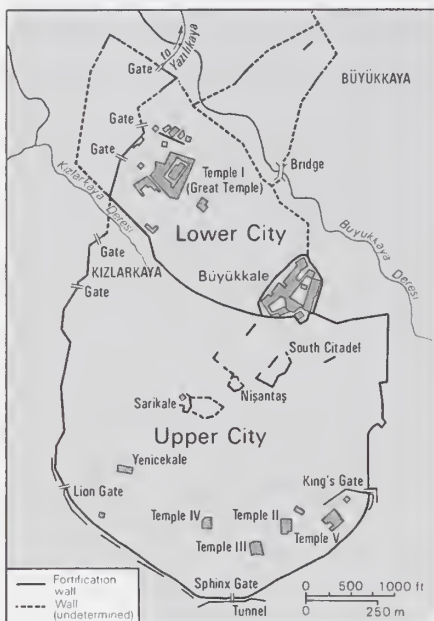 to
Yazılıkaya
Gate
BÜYÜKKAYA
Gate
Gate
Bridge
Temple I
(Great Temple)
Kızlarkaya Deresi
Büyükkaya Deresi
Lower City
Gate
KIZLARKAYA
Büyükkale
Gate
South Citadel
Nişantaş
Sarikale
Upper City
Yenicekale
King's Gate
Lion Gate
Temple IV
Temple II
Temple V
Temple III
Sphinx Gate
Tunnel
Fortification
wall
Wall
(undetermined)
0 500 1000 ft
0 250 m